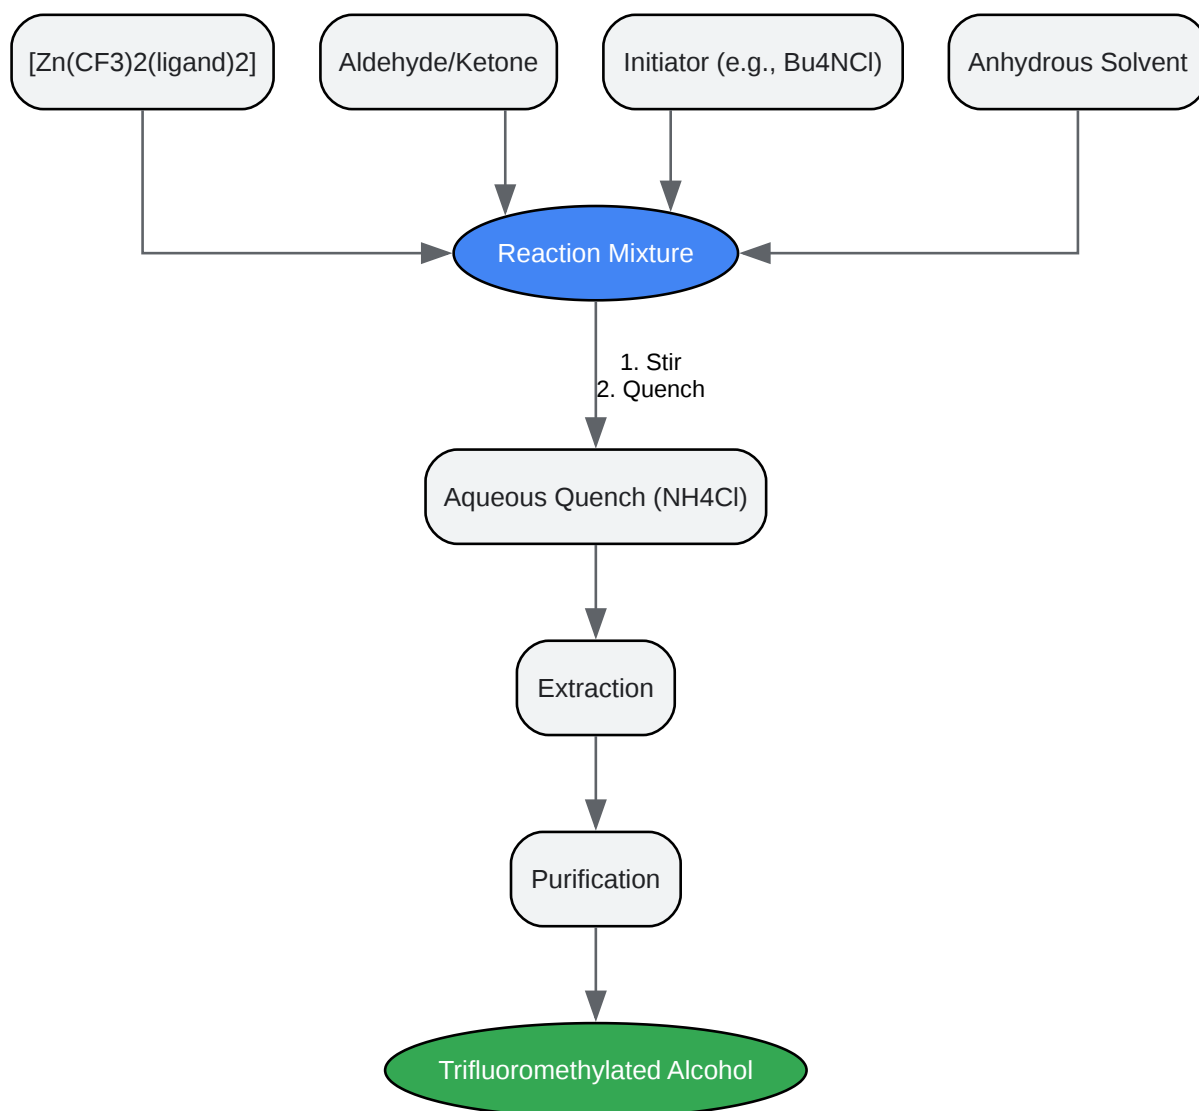 [Zn(CF3)2(ligand)2]
Aldehyde/Ketone
Initiator (e.g., Bu4NCl)
Anhydrous Solvent
Reaction Mixture
1. Stir
2. Quench
Aqueous Quench (NH4Cl)
Extraction
Purification
Trifluoromethylated Alcohol